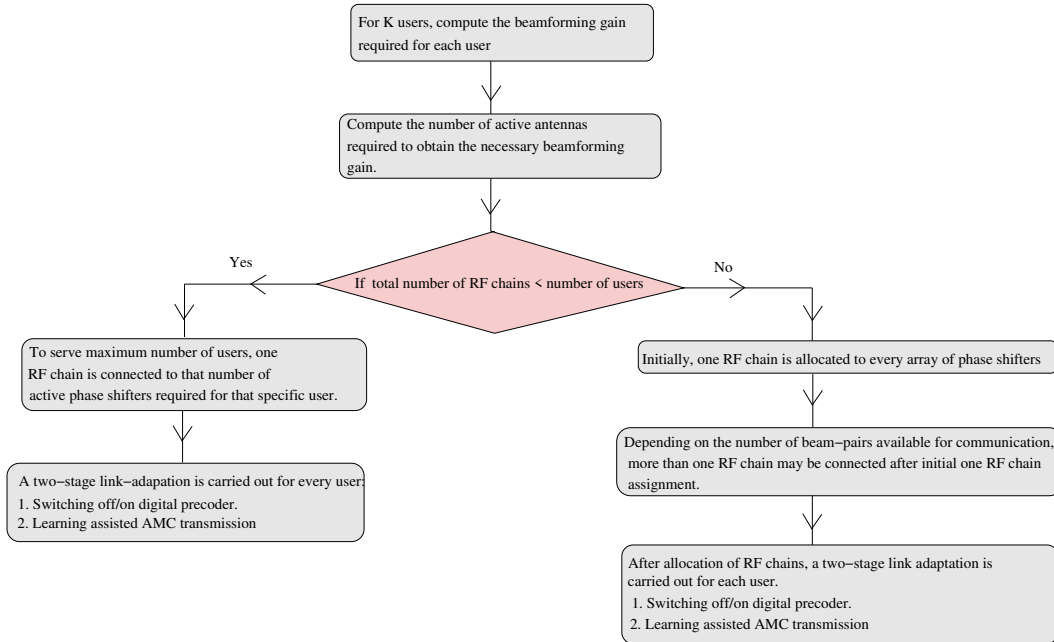 For K users, compute the beamforming gain
required for each user
Compute the number of active antennas
required to obtain the necessary beamforming
gain.
If total number of RF chains < number of users
Yes
No
To serve maximum number of users, one
RF chain is connected to that number of
active phase shifters required for that specific user.
A two−stage link−adapation is carried out for every user:
1. Switching off/on digital precoder.
2. Learning assisted AMC transmission
Initially, one RF chain is allocated to every array of phase shifters
Depending on the number of beam−pairs available for communication,
more than one RF chain may be connected after initial one RF chain
assignment.
After allocation of RF chains, a two−stage link adaptation is
carried out for each user.
1. Switching off/on digital precoder.
2. Learning assisted AMC transmission